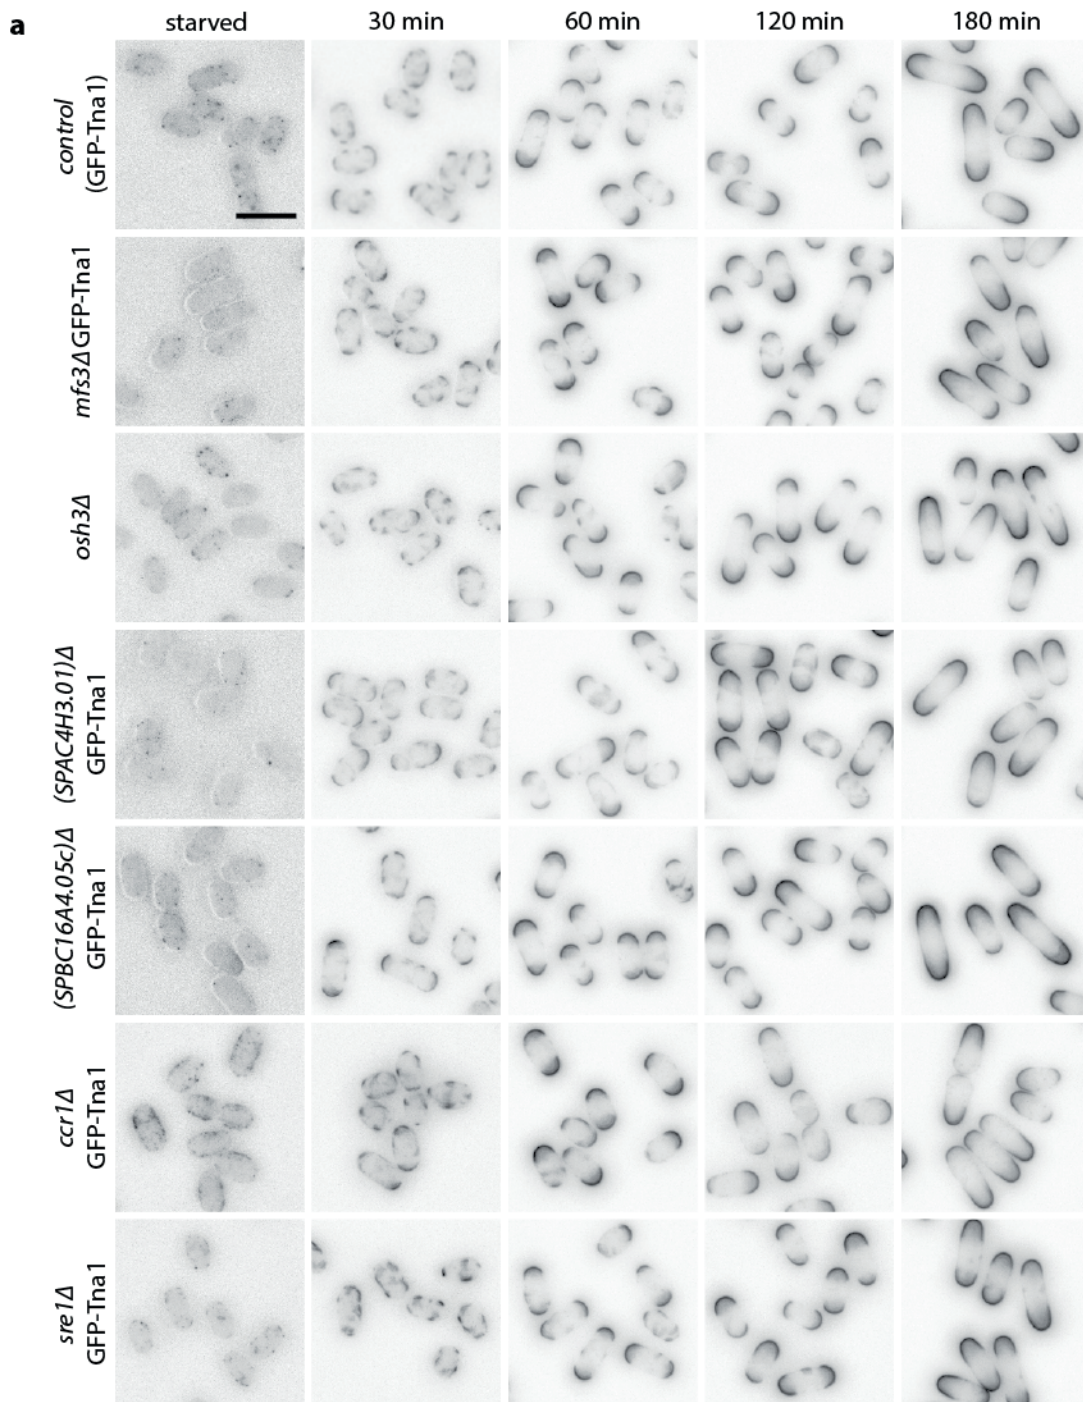 a
starved 30 min 60 min 120 min 180 min
control
(GFP-Tna1)
mfs3Δ GFP-Tna1
osh3Δ
(SPAC4H3.01)Δ
GFP-Tna1
(SPBC16A4.05c)Δ
GFP-Tna1
ccr1Δ
GFP-Tna1
sre1Δ
GFP-Tna1